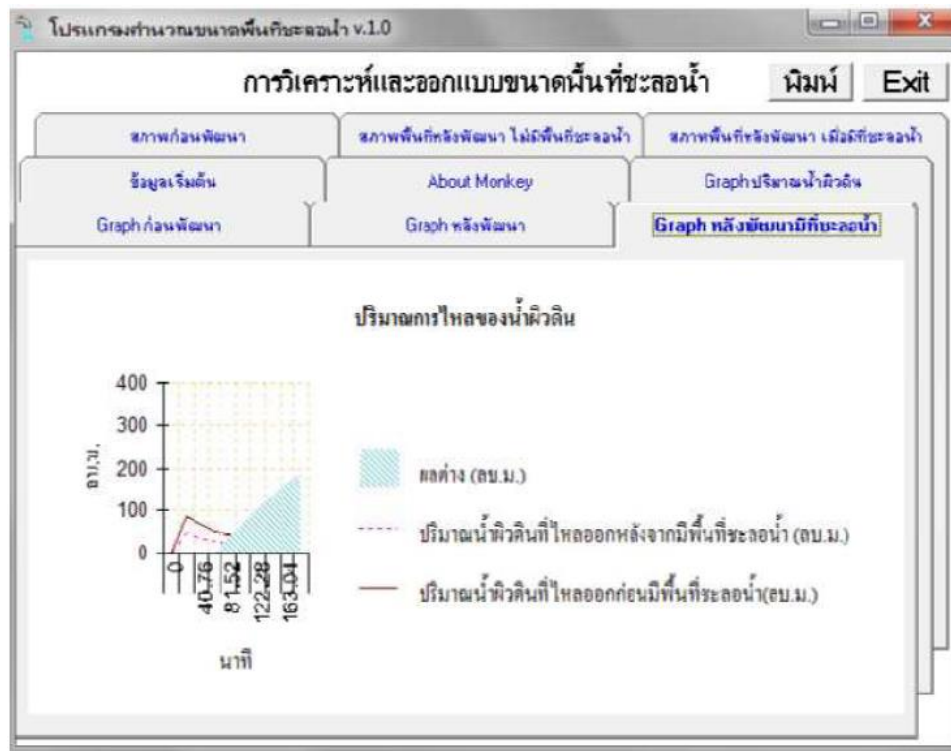 โปรแกรมคำนวณขนาดพื้นที่ชะลอน้ำ v.1.0
การวิเคราะห์และออกแบบขนาดพื้นที่ชะลอน้ำ
พิมพ์
Exit
สภาพก่อนพัฒนา
สภาพพื้นที่หลังพัฒนา ไม่มีพื้นที่ชะลอน้ำ
สภาพพื้นที่หลังพัฒนา เมื่อมีที่ชะลอน้ำ
ข้อมูลเริ่มต้น
About Monkey
Graph ปริมาณน้ำผิวดิน
Graph ก่อนพัฒนา
Graph หลังพัฒนา
Graph หลังพัฒนามีที่ชะลอน้ำ
ปริมาณการไหลของน้ำผิวดิน
400
300
200
100
0
ลบ.ม.
0
40.76
81.52
122.28
163.04
นาที
ผลต่าง (ลบ.ม.)
ปริมาณน้ำผิวดินที่ไหลออกหลังจากมีพื้นที่ชะลอน้ำ (ลบ.ม.)
ปริมาณน้ำผิวดินที่ไหลออกก่อนมีพื้นที่ชะลอน้ำ(ลบ.ม.)